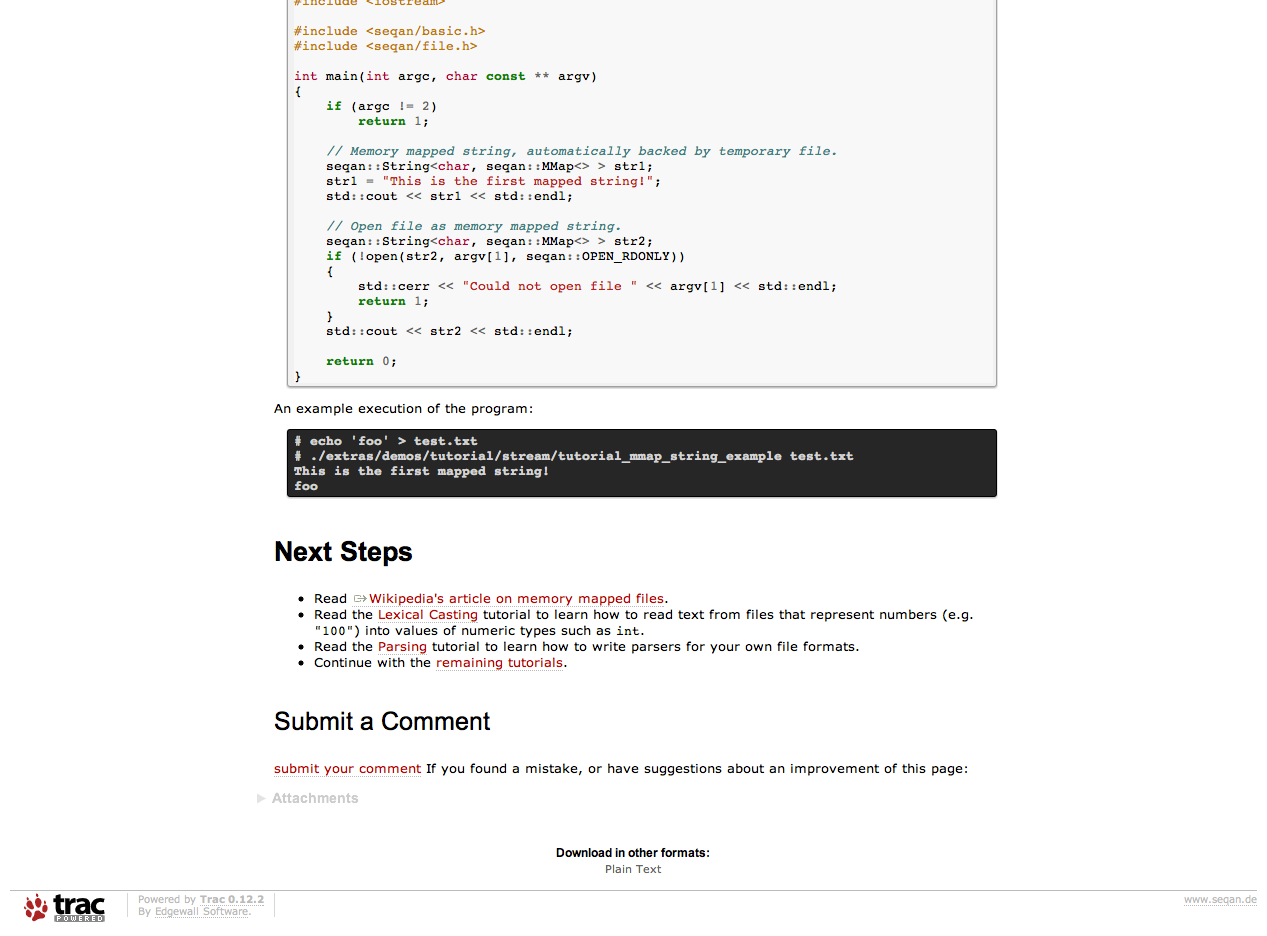 #include <iostream>
#include <seqan/basic.h>
#include <seqan/file.h>
int main(int argc, char const ** argv)
{
    if (argc != 2)
        return 1;
    // Memory mapped string, automatically backed by temporary file.
    seqan::String<char, seqan::MMap<> > str1;
    str1 = "This is the first mapped string!";
    std::cout << str1 << std::endl;
    // Open file as memory mapped string.
    seqan::String<char, seqan::MMap<> > str2;
    if (!open(str2, argv[1], seqan::OPEN_RDONLY))
    {
        std::cerr << "Could not open file " << argv[1] << std::endl;
        return 1;
    }
    std::cout << str2 << std::endl;
    return 0;
}
An example execution of the program:
# echo 'foo' > test.txt
# ./extras/demos/tutorial/stream/tutorial_mmap_string_example test.txt
This is the first mapped string!
foo
Next Steps
• Read Wikipedia's article on memory mapped files.
• Read the Lexical Casting tutorial to learn how to read text from files that represent numbers (e.g.
"100") into values of numeric types such as int.
• Read the Parsing tutorial to learn how to write parsers for your own file formats.
• Continue with the remaining tutorials.
Submit a Comment
submit your comment If you found a mistake, or have suggestions about an improvement of this page:
Attachments
Download in other formats:
Plain Text
trac
POWERED
Powered by Trac 0.12.2
By Edgewall Software.
www.seqan.de